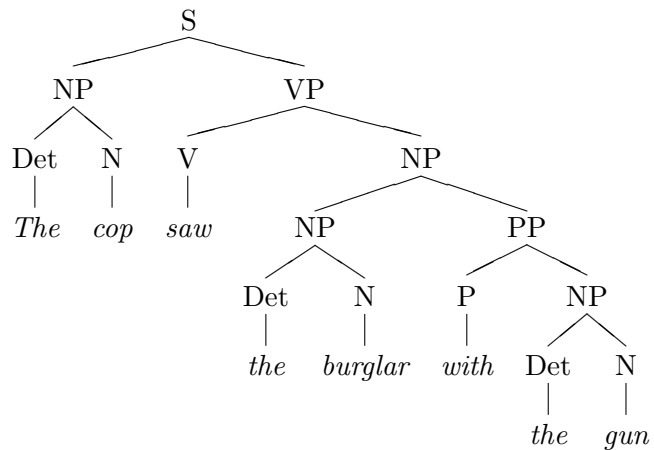 S
NP VP
Det N V NP
The cop saw NP PP
Det N P NP
the burglar with Det N
the gun